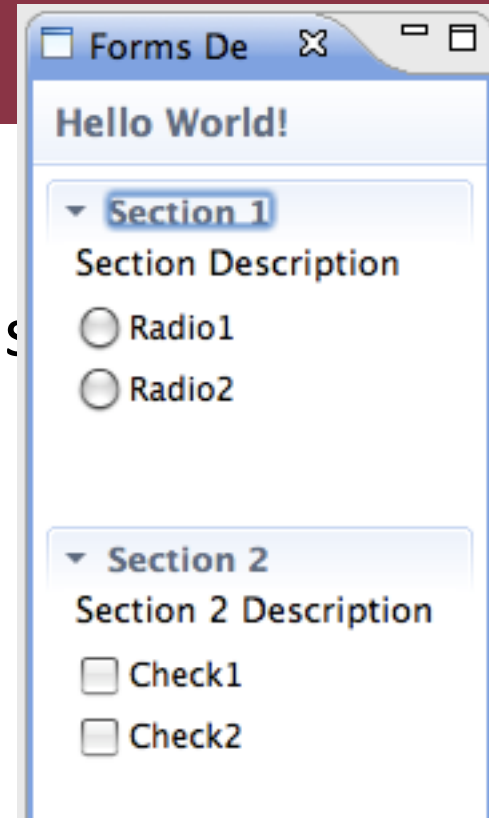 Forms De
Hello World!
Section 1
Section Description
Radio1
Radio2
Section 2
Section 2 Description
Check1
Check2